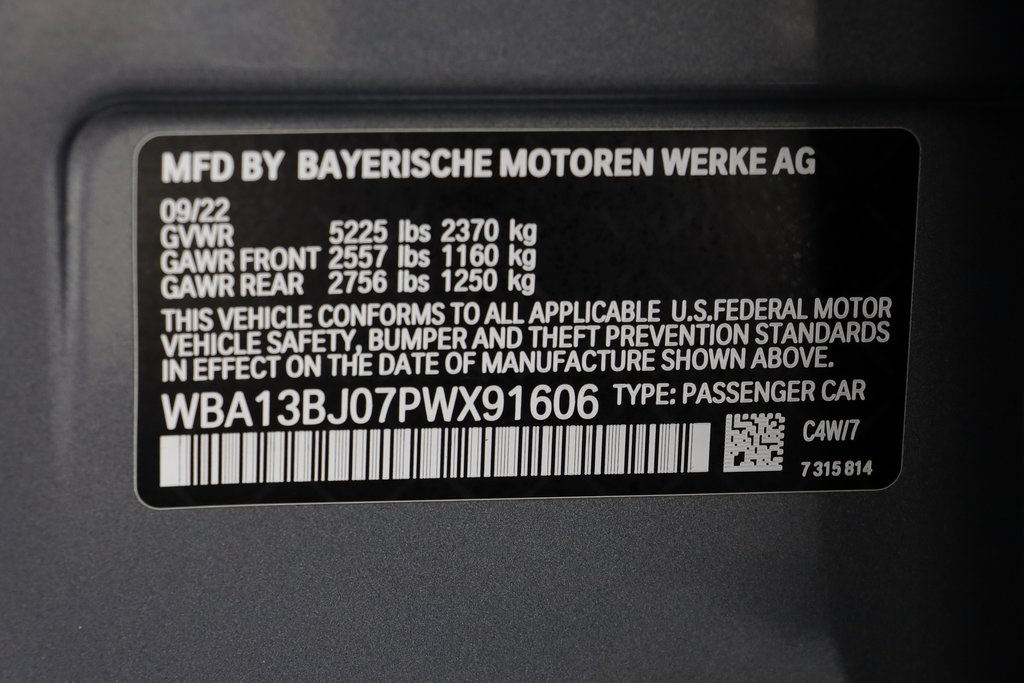 MFD BY BAYERISCHE MOTOREN WERKE AG
09/22
GVWR 5225 lbs 2370 kg
GAWR FRONT 2557 lbs 1160 kg
GAWR REAR 2756 lbs 1250 kg
THIS VEHICLE CONFORMS TO ALL APPLICABLE U.S.FEDERAL MOTOR
VEHICLE SAFETY, BUMPER AND THEFT PREVENTION STANDARDS
IN EFFECT ON THE DATE OF MANUFACTURE SHOWN ABOVE.
WBA13BJ07PWX91606 TYPE: PASSENGER CAR
C4W/7
7 315 814